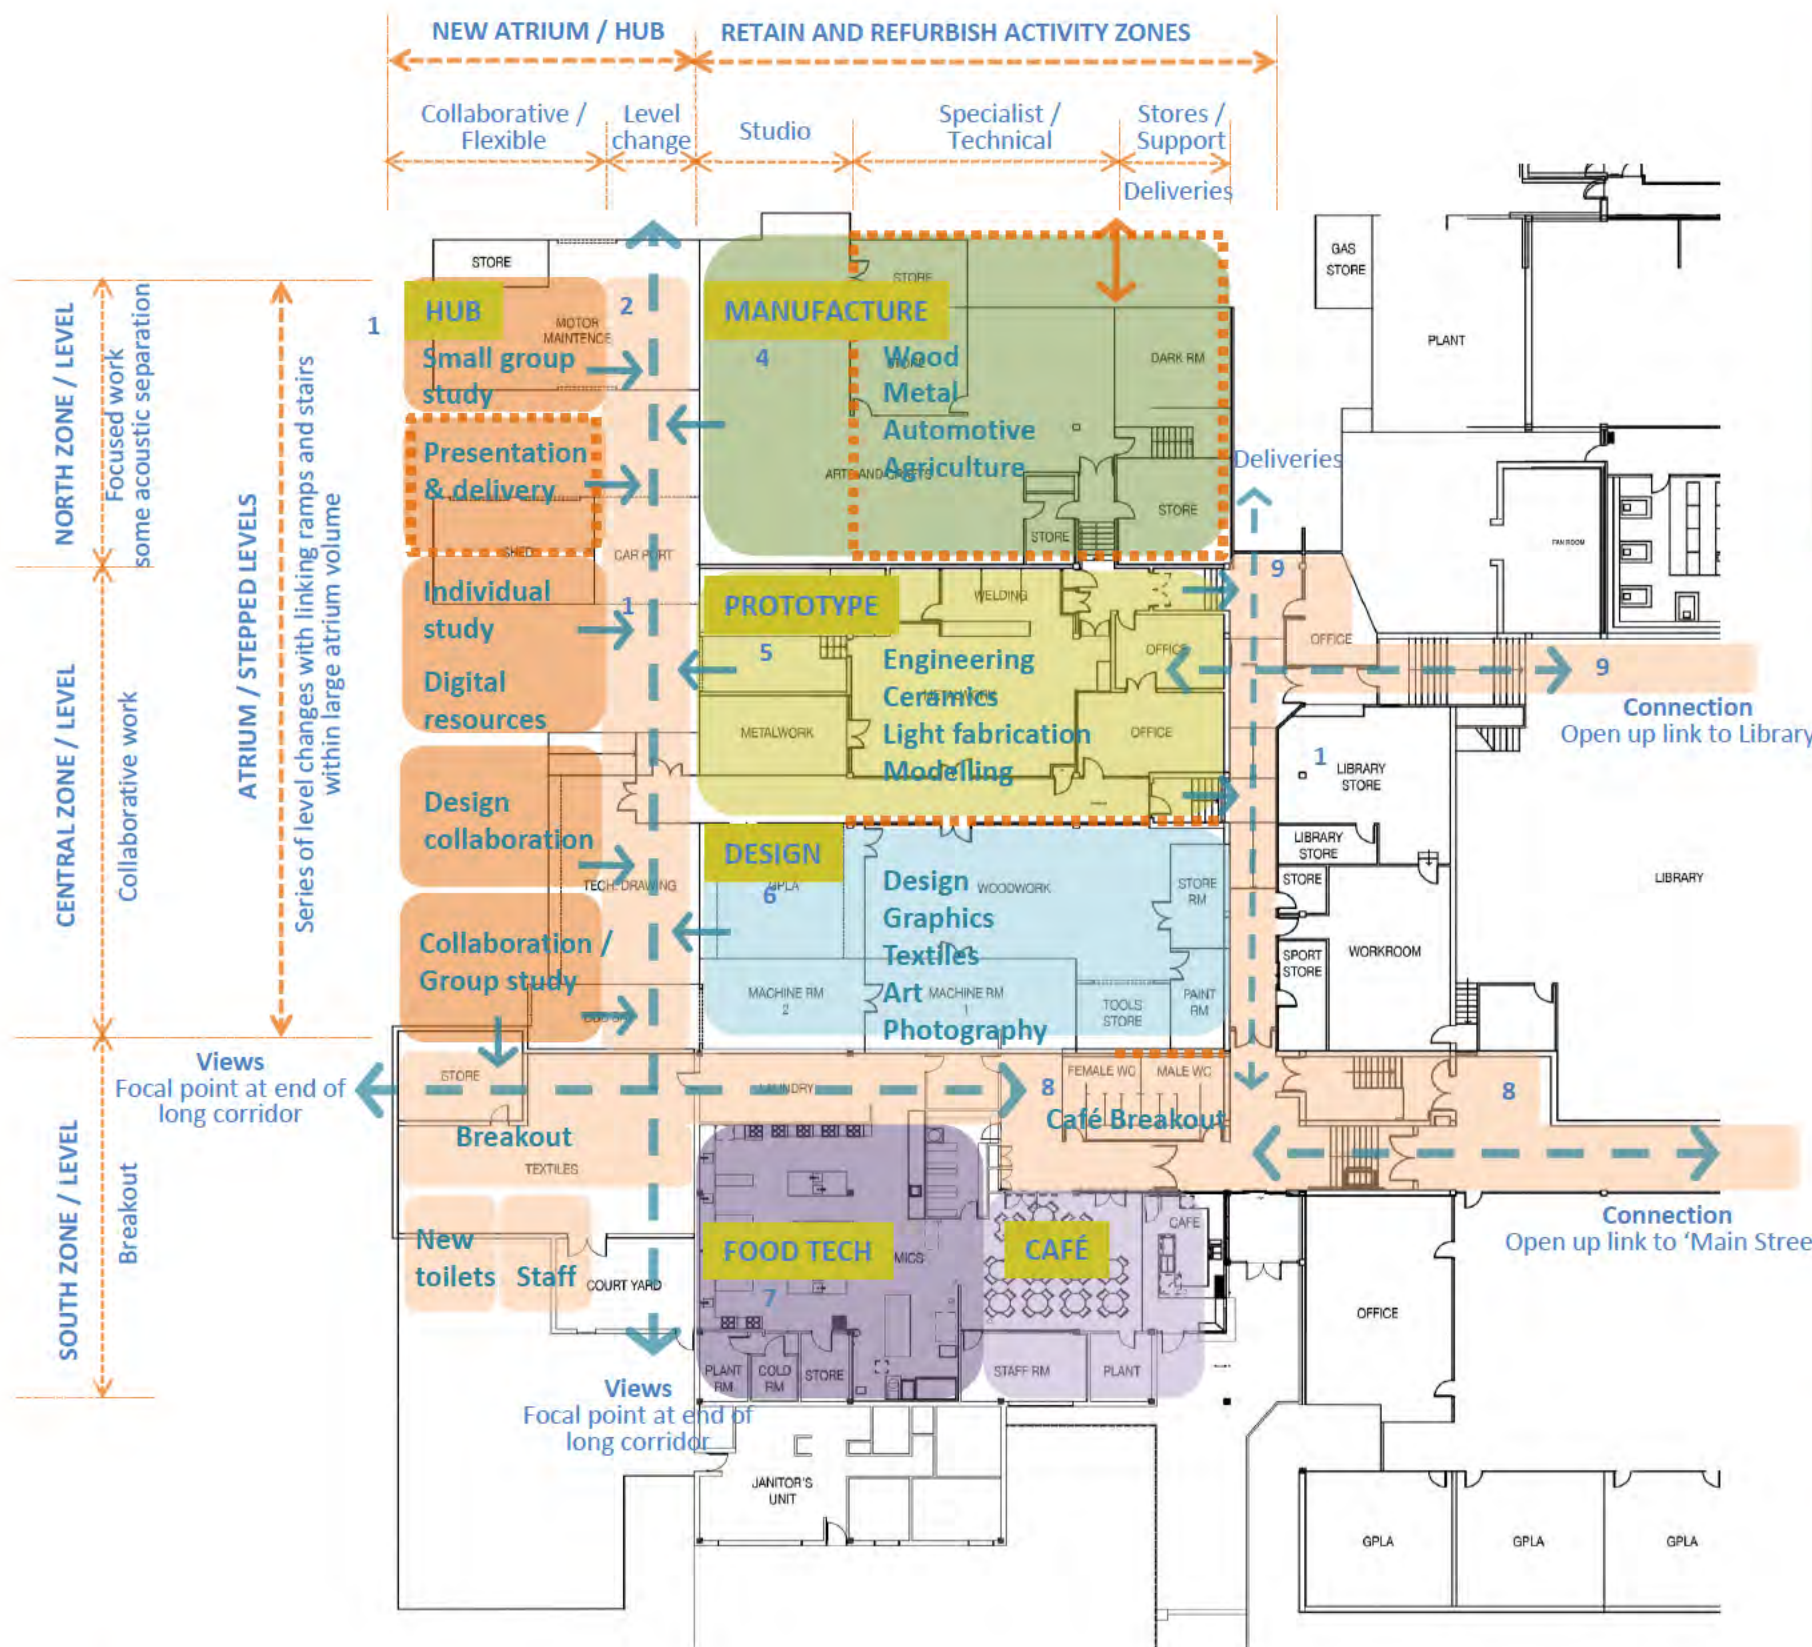 NEW ATRIUM / HUB
RETAIN AND REFURBISH ACTIVITY ZONES
Collaborative /
Flexible
Level
change
Studio
Specialist /
Technical
Stores /
Support
Deliveries
NORTH ZONE / LEVEL
Focused work
some acoustic separation
CENTRAL ZONE / LEVEL
Collaborative work
SOUTH ZONE / LEVEL
Breakout
ATRIUM / STEPPED LEVELS
Series of level changes with linking ramps and stairs
within large atrium volume
STORE
1
HUB
2
MOTOR
MAINTENCE
Small group
study
Presentation
& delivery
SHED
CAR PORT
Individual
study
1
Digital
resources
Design
collaboration
TECH. DRAWING
Collaboration /
Group study
MANUFACTURE
4
STORE
STORE
Wood
Metal
Automotive
Agriculture
ARTS AND CRAFTS
DARK RM
STORE
STORE
Deliveries
PROTOTYPE
5
WELDING
Engineering
Ceramics
METALWORK
Light fabrication
Modelling
METALWORK
OFFICE
OFFICE
9
OFFICE
9
Connection
Open up link to Library
DESIGN
GPLA
6
Design
Graphics
Textiles
Art
Photography
WOODWORK
STORE
RM
MACHINE RM
2
MACHINE RM
1
TOOLS
STORE
PAINT
RM
GAS
STORE
PLANT
FAN ROOM
1
LIBRARY
STORE
LIBRARY
STORE
STORE
SPORT
STORE
WORKROOM
LIBRARY
Views
Focal point at end of
long corridor
STORE
LAUNDRY
8
FEMALE WC
MALE WC
Café Breakout
8
Breakout
TEXTILES
New
toilets
Staff
COURT YARD
FOOD TECH
7
PLANT
RM
COLD
RM
STORE
CAFÉ
CAFE
STAFF RM
PLANT
Connection
Open up link to ‘Main Stree
OFFICE
Views
Focal point at end of
long corridor
JANITOR'S
UNIT
GPLA
GPLA
GPLA